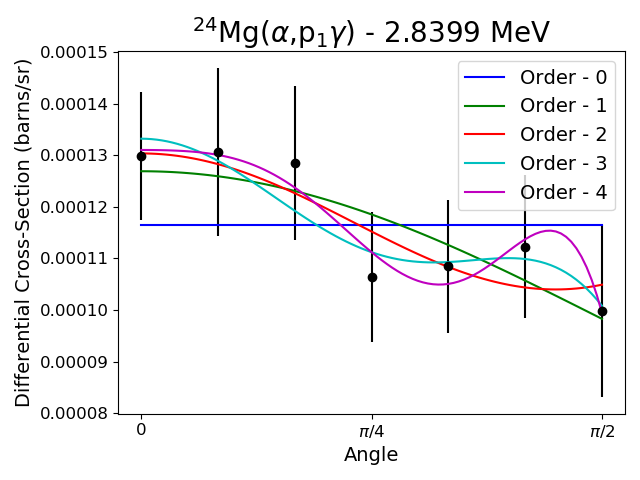 ²⁴Mg(α,p₁γ) - 2.8399 MeV
Differential Cross-Section (barns/sr)
0.00015
0.00014
0.00013
0.00012
0.00011
0.00010
0.00009
0.00008
Order - 0
Order - 1
Order - 2
Order - 3
Order - 4
0
π/4
π/2
Angle